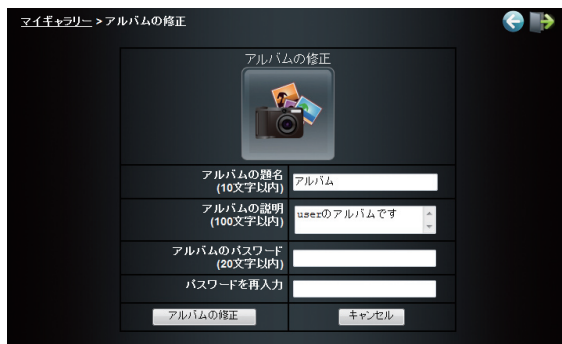 マイギャラリー > アルバムの修正
アルバムの修正
アルバムの題名
(10文字以内)
アルバム
アルバムの説明
(100文字以内)
userのアルバムです
アルバムのパスワード
(20文字以内)
パスワードを再入力
アルバムの修正
キャンセル